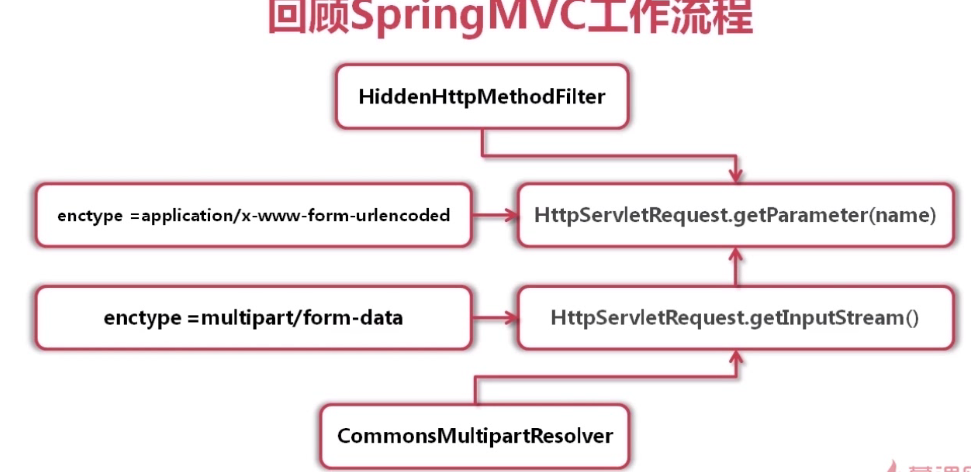 回顾SpringMVC工作流程
HiddenHttpMethodFilter
enctype =application/x-www-form-urlencoded
HttpServletRequest.getParameter(name)
enctype =multipart/form-data
HttpServletRequest.getInputStream()
CommonsMultipartResolver